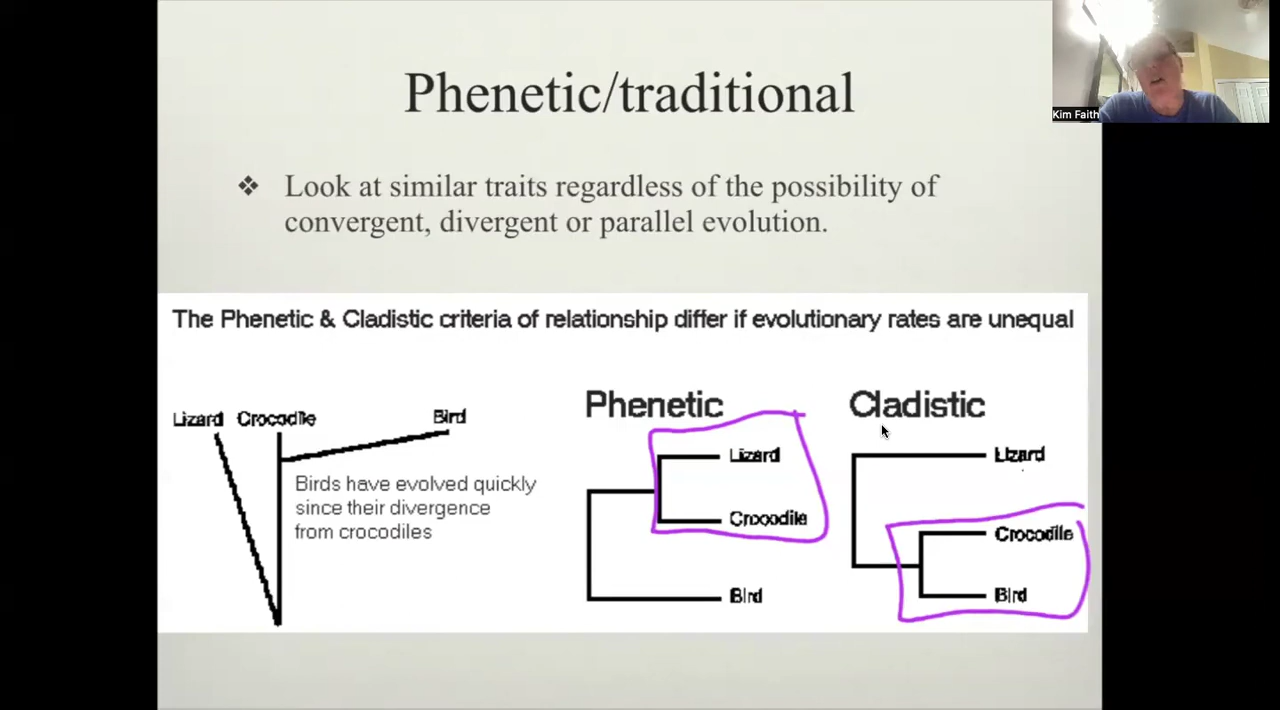 Phenetic/traditional
Kim Faith
❖ Look at similar traits regardless of the possibility of
convergent, divergent or parallel evolution.
The Phenetic & Cladistic criteria of relationship differ if evolutionary rates are unequal
Lizard Crocodile Bird
Birds have evolved quickly
since their divergence
from crocodiles
Phenetic
Lizard
Crocodile
Bird
Cladistic
Lizard
Crocodile
Bird